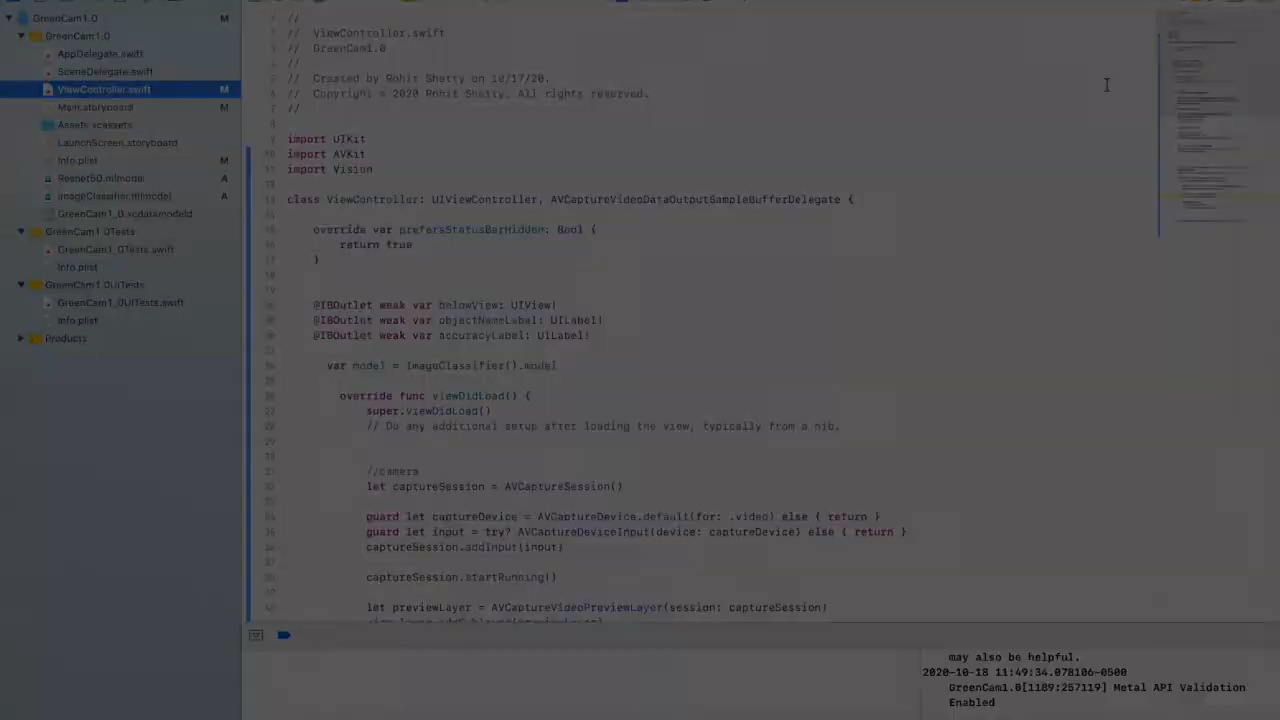 GreenCam1.0 M
GreenCam1.0
AppDelegate.swift
SceneDelegate.swift
ViewController.swift M
Main.storyboard M
Assets.xcassets
LaunchScreen.storyboard
Info.plist M
Resnet50.mlmodel A
ImageClassifier.mlmodel A
GreenCam1_0.xcdatamodeld
GreenCam1.0Tests
GreenCam1_0Tests.swift
Info.plist
GreenCam1.0UITests
GreenCam1_0UITests.swift
Info.plist
Products
//
// ViewController.swift
// GreenCam1.0
//
// Created by Rohit Shetty on 10/17/20.
// Copyright © 2020 Rohit Shetty. All rights reserved.
//
import UIKit
import AVKit
import Vision
class ViewController: UIViewController, AVCaptureVideoDataOutputSampleBufferDelegate {
override var prefersStatusBarHidden: Bool {
return true
}
@IBOutlet weak var belowView: UIView!
@IBOutlet weak var objectNameLabel: UILabel!
@IBOutlet weak var accuracyLabel: UILabel!
var model = ImageClassifier().model
override func viewDidLoad() {
super.viewDidLoad()
// Do any additional setup after loading the view, typically from a nib.
//camera
let captureSession = AVCaptureSession()
guard let captureDevice = AVCaptureDevice.default(for: .video) else { return }
guard let input = try? AVCaptureDeviceInput(device: captureDevice) else { return }
captureSession.addInput(input)
captureSession.startRunning()
let previewLayer = AVCaptureVideoPreviewLayer(session: captureSession)
may also be helpful.
2020-10-18 11:49:34.078106-0500
GreenCam1.0[1189:257119] Metal API Validation
Enabled